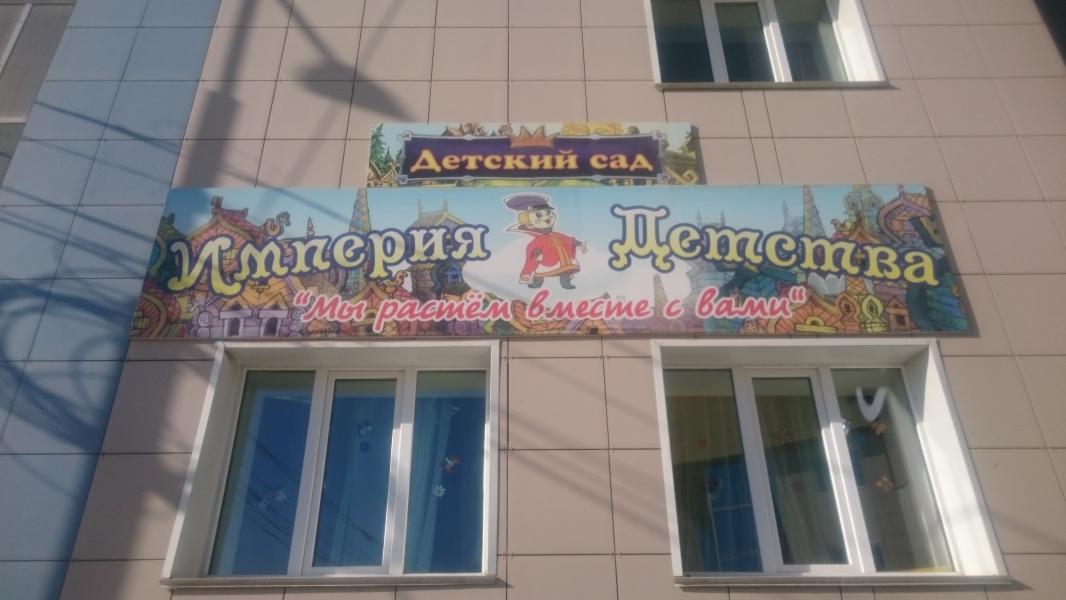 Детский сад
Империя Детства
"Мы растём вместе с вами"